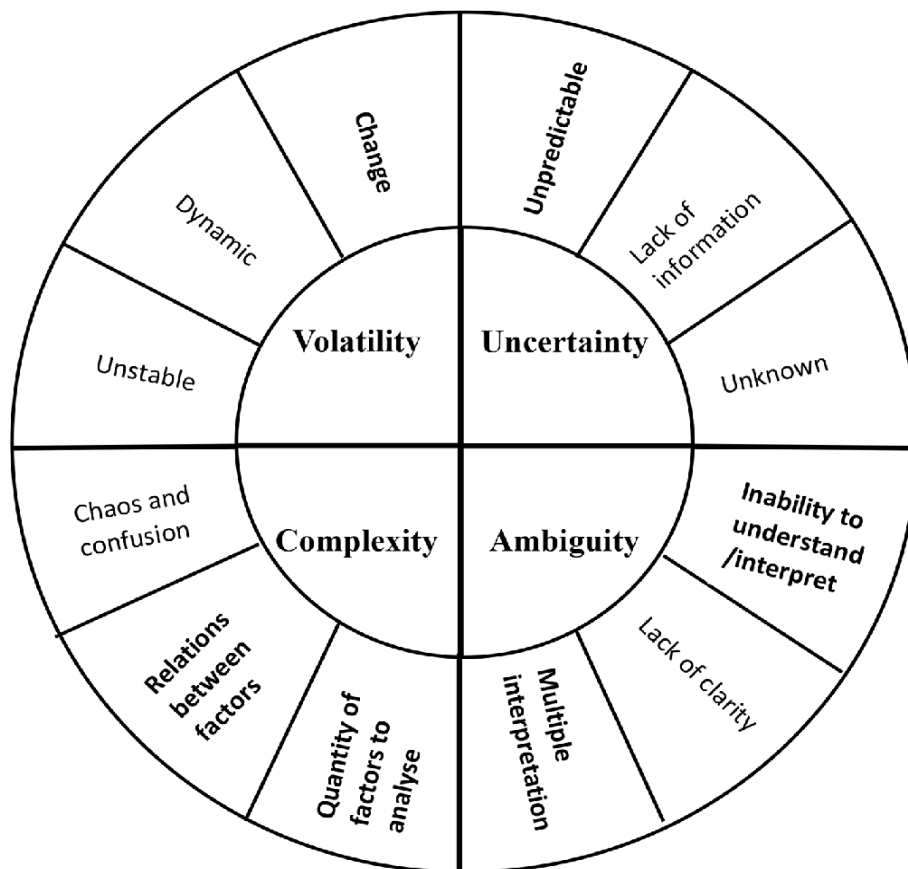 Change
Dynamic
Unstable
Volatility
Unpredictable
Lack of
information
Unknown
Uncertainty
Chaos and
confusion
Relations
between
factors
Quantity of
factors to
analyse
Complexity
Inability to
understand
/interpret
Lack of clarity
Multiple
interpretation
Ambiguity